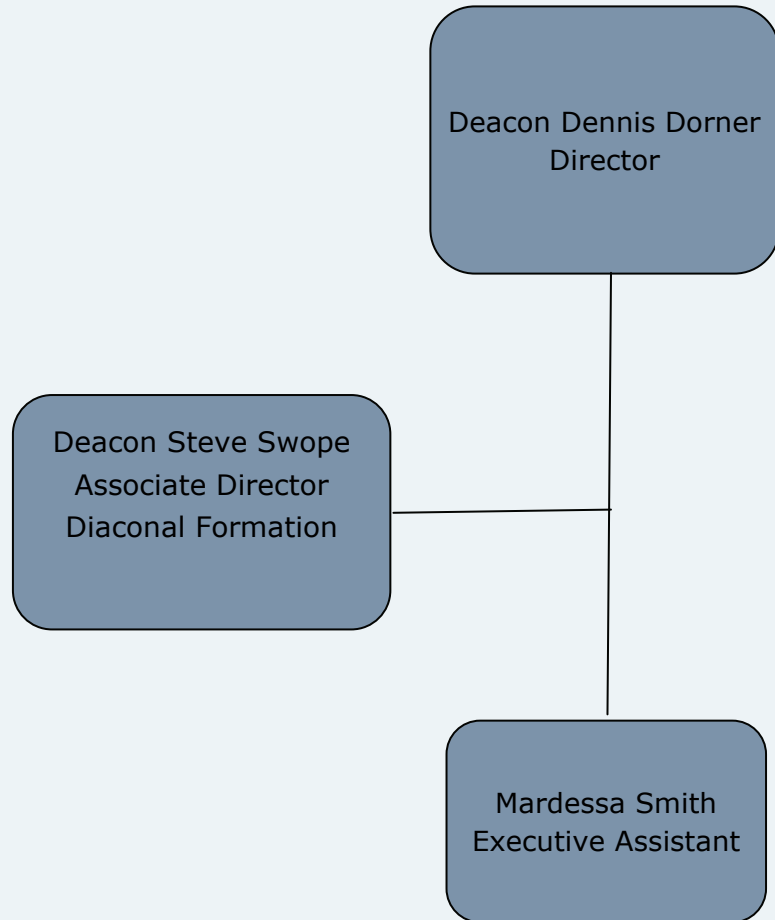 Deacon Dennis Dorner
Director
Deacon Steve Swope
Associate Director
Diaconal Formation
Mardessa Smith
Executive Assistant